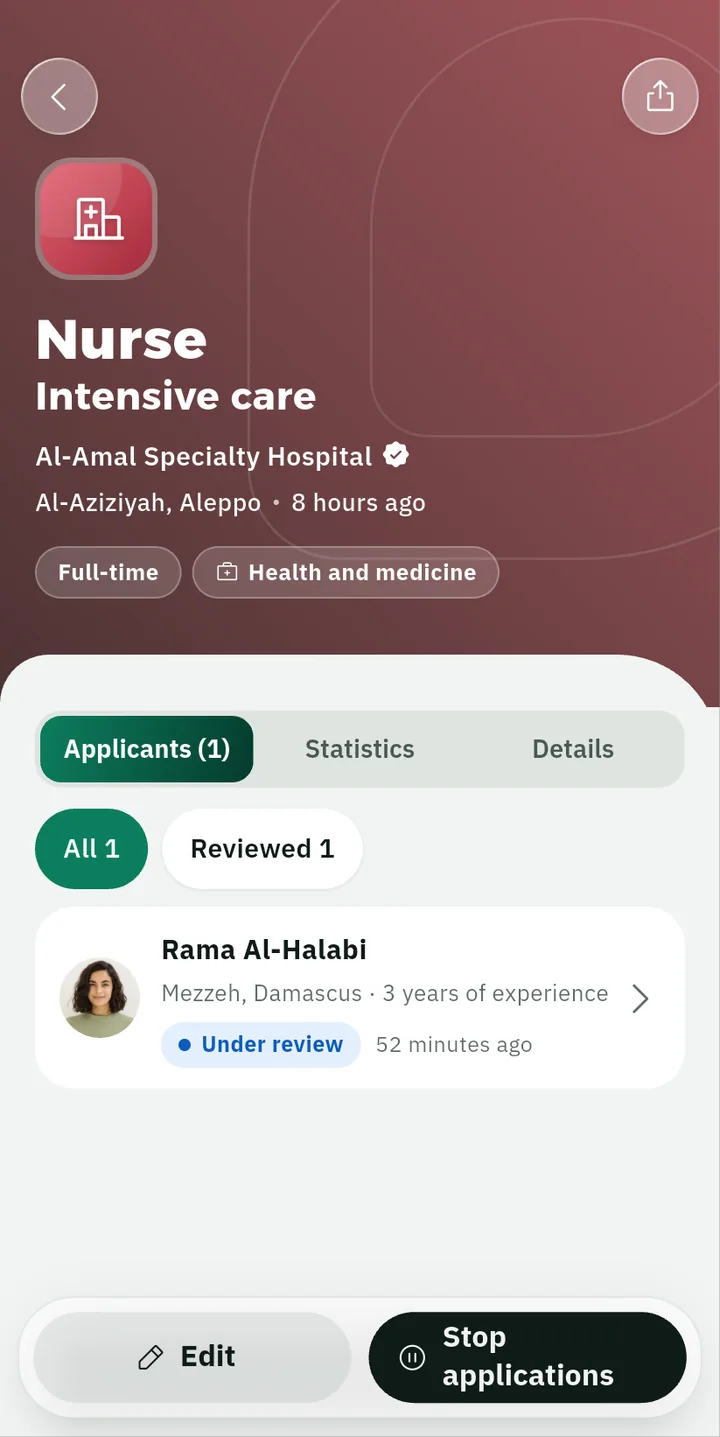 Nurse
Intensive care
Al-Amal Specialty Hospital
Al-Aziziyah, Aleppo • 8 hours ago
Full-time
Health and medicine
Applicants (1)
Statistics
Details
All 1
Reviewed 1
Rama Al-Halabi
Mezzeh, Damascus · 3 years of experience
Under review
52 minutes ago
Edit
Stop
applications